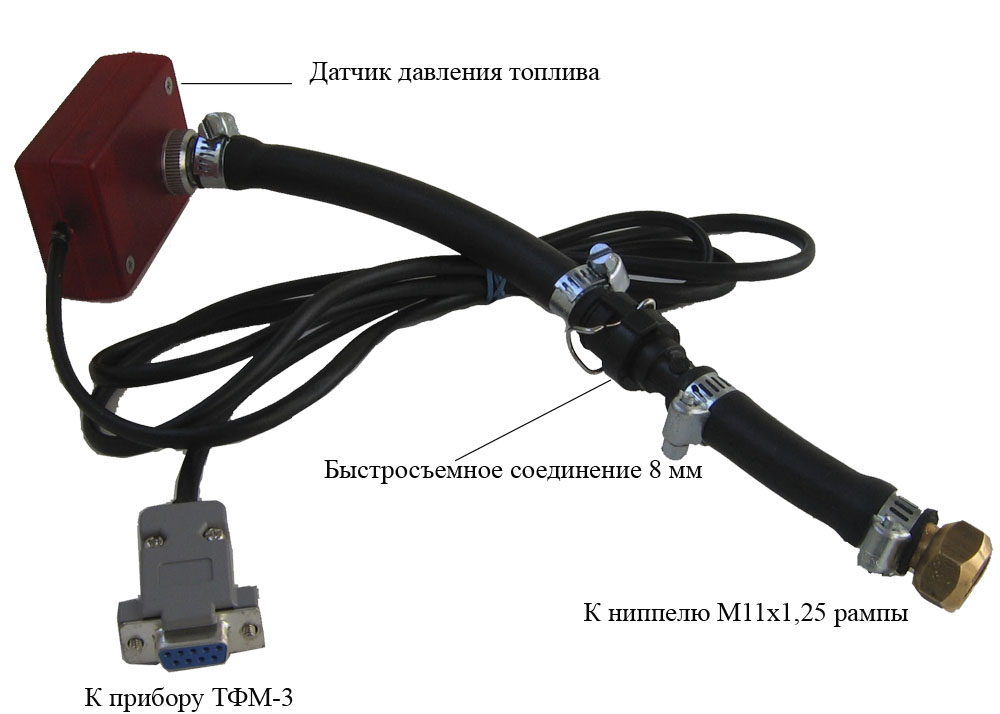 Датчик давления топлива
Быстросъемное соединение 8 мм
К ниппелю М11х1,25 рампы
К прибору ТФМ-3